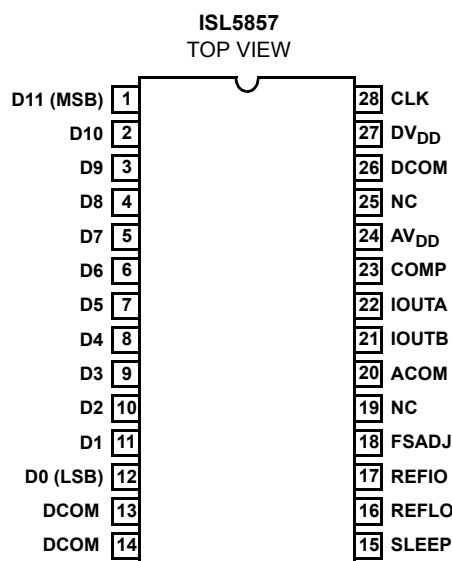 ISL5857
TOP VIEW
D11 (MSB) 1 28 CLK
D10 2 27 DVDD
D9 3 26 DCOM
D8 4 25 NC
D7 5 24 AVDD
D6 6 23 COMP
D5 7 22 IOUTA
D4 8 21 IOUTB
D3 9 20 ACOM
D2 10 19 NC
D1 11 18 FSADJ
D0 (LSB) 12 17 REFIO
DCOM 13 16 REFLO
DCOM 14 15 SLEEP